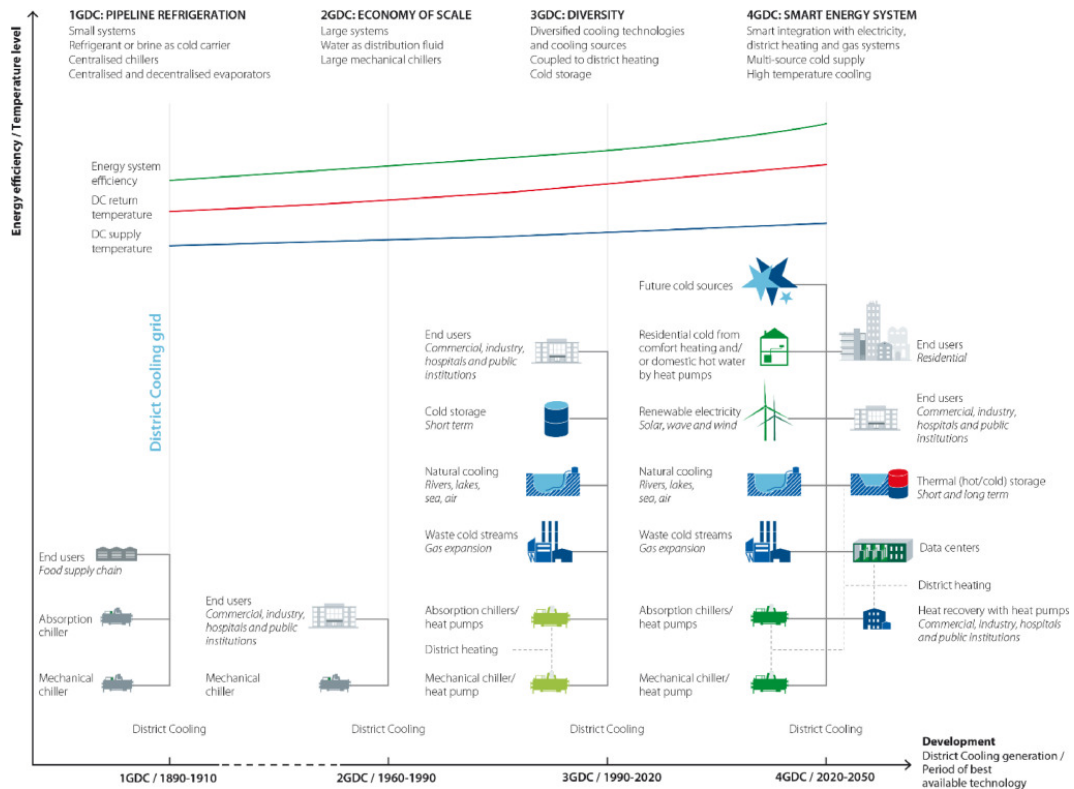 1GDC: PIPELINE REFRIGERATION
Small systems
Refrigerant or brine as cold carrier
Centralised chillers
Centralised and decentralised evaporators
2GDC: ECONOMY OF SCALE
Large systems
Water as distribution fluid
Large mechanical chillers
3GDC: DIVERSITY
Diversified cooling technologies
and cooling sources
Coupled to district heating
Cold storage
4GDC: SMART ENERGY SYSTEM
Smart integration with electricity,
district heating and gas systems
Multi-source cold supply
High temperature cooling
Energy efficiency / Temperature level
Energy system
efficiency
DC return
temperature
DC supply
temperature
District Cooling grid
End users
Food supply chain
Absorption
chiller
Mechanical
chiller
End users
Commercial, industry,
hospitals and public
institutions
Mechanical
chiller
End users
Commercial, industry,
hospitals and public
institutions
Cold storage
Short term
Natural cooling
Rivers, lakes,
sea, air
Waste cold streams
Gas expansion
Absorption chillers/
heat pumps
District heating
Mechanical chiller/
heat pump
Future cold sources
Residential cold from
comfort heating and/
or domestic hot water
by heat pumps
Renewable electricity
Solar, wave and wind
Natural cooling
Rivers, lakes,
sea, air
Waste cold streams
Gas expansion
Absorption chillers/
heat pumps
Mechanical chiller/
heat pump
End users
Residential
End users
Commercial, industry,
hospitals and public
institutions
Thermal (hot/cold) storage
Short and long term
Data centers
District heating
Heat recovery with heat pumps
Commercial, Industry, hospitals
and public institutions
District Cooling
District Cooling
District Cooling
District Cooling
1GDC / 1890-1910
2GDC / 1960-1990
3GDC / 1990-2020
4GDC / 2020-2050
Development
District Cooling generation /
Period of best
available technology